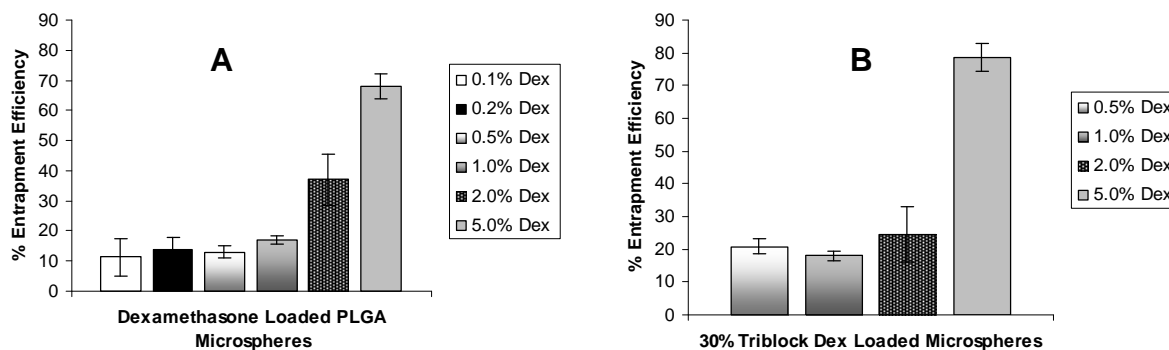 % Entrapment Efficiency
90
80
70
60
50
40
30
20
10
0
A
0.1% Dex
0.2% Dex
0.5% Dex
1.0% Dex
2.0% Dex
5.0% Dex
Dexamethasone Loaded PLGA
Microspheres
% Entrapment Efficiency
90
80
70
60
50
40
30
20
10
0
B
0.5% Dex
1.0% Dex
2.0% Dex
5.0% Dex
30% Triblock Dex Loaded Microspheres